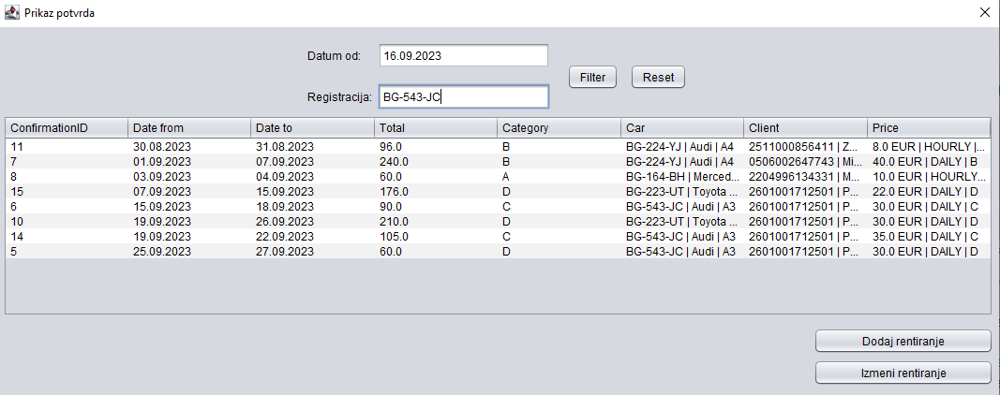 Prikaz potvrda
Datum od: 16.09.2023
Filter Reset
Registracija: BG-543-JC
ConfirmationID Date from Date to Total Category Car Client Price
11 30.08.2023 31.08.2023 96.0 B BG-224-YJ | Audi | A4 2511000856411 | Z... 8.0 EUR | HOURLY |...
7 01.09.2023 07.09.2023 240.0 B BG-224-YJ | Audi | A4 0506002647743 | Mi... 40.0 EUR | DAILY | B
8 03.09.2023 04.09.2023 60.0 A BG-164-BH | Merced... 2204996134331 | M... 10.0 EUR | HOURLY...
15 07.09.2023 15.09.2023 176.0 D BG-223-UT | Toyota ... 2601001712501 | P... 22.0 EUR | DAILY | D
6 15.09.2023 18.09.2023 90.0 C BG-543-JC | Audi | A3 2601001712501 | P... 30.0 EUR | DAILY | C
10 19.09.2023 26.09.2023 210.0 D BG-223-UT | Toyota ... 2601001712501 | P... 30.0 EUR | DAILY | D
14 19.09.2023 22.09.2023 105.0 C BG-543-JC | Audi | A3 2601001712501 | P... 35.0 EUR | DAILY | C
5 25.09.2023 27.09.2023 60.0 D BG-543-JC | Audi | A3 2601001712501 | P... 30.0 EUR | DAILY | D
Dodaj rentiranje
Izmeni rentiranje